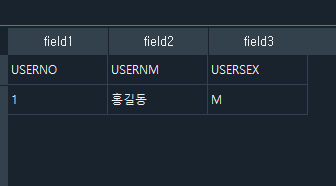 field1 field2 field3
USERNO USERNM USERSEX
1 홍길동 M